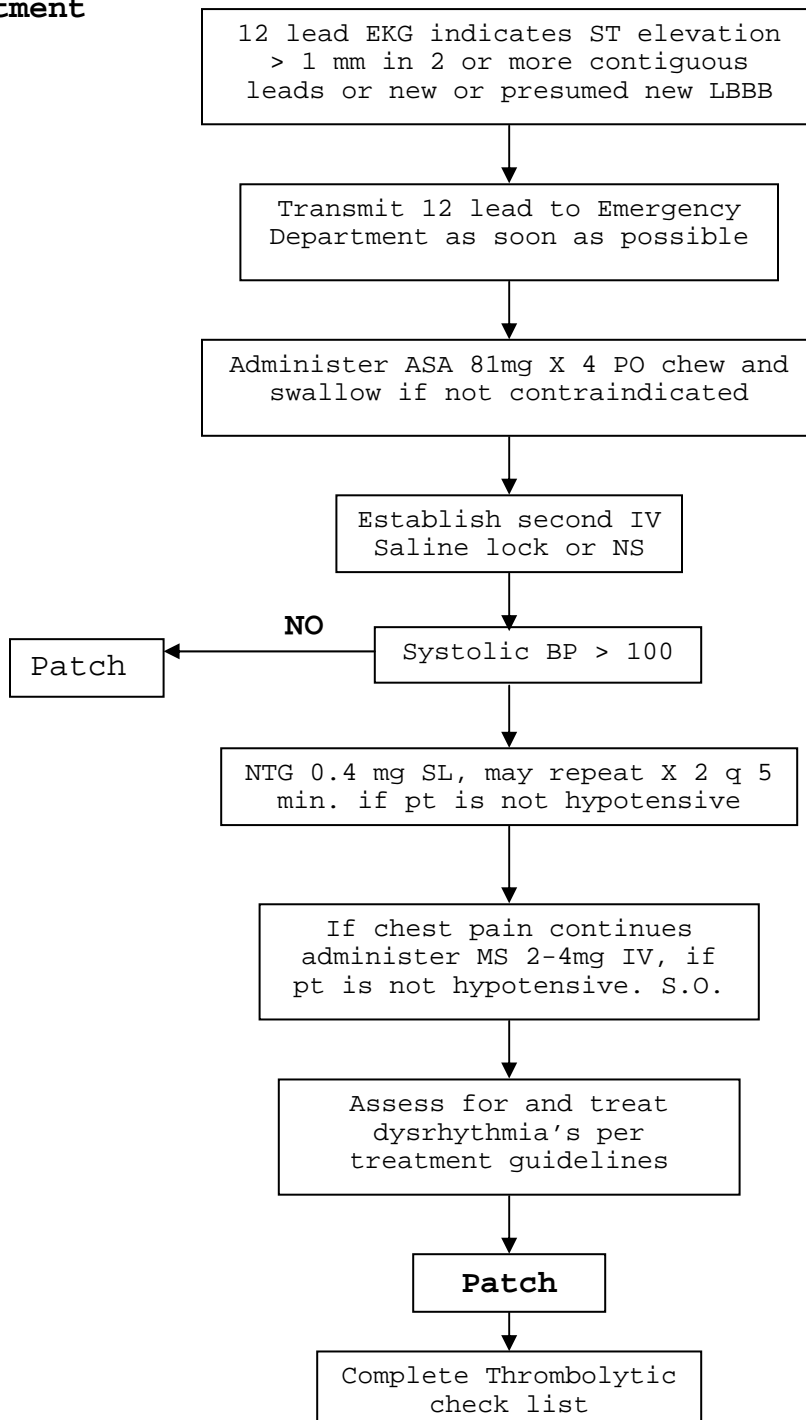 12 lead EKG indicates ST elevation
> 1 mm in 2 or more contiguous
leads or new or presumed new LBBB
Transmit 12 lead to Emergency
Department as soon as possible
Administer ASA 81mg X 4 PO chew and
swallow if not contraindicated
Establish second IV
Saline lock or NS
NO
Systolic BP > 100
Patch
NTG 0.4 mg SL, may repeat X 2 q 5
min. if pt is not hypotensive
If chest pain continues
administer MS 2-4mg IV, if
pt is not hypotensive. S.O.
Assess for and treat
dysrhythmia's per
treatment guidelines
Patch
Complete Thrombolytic
check list